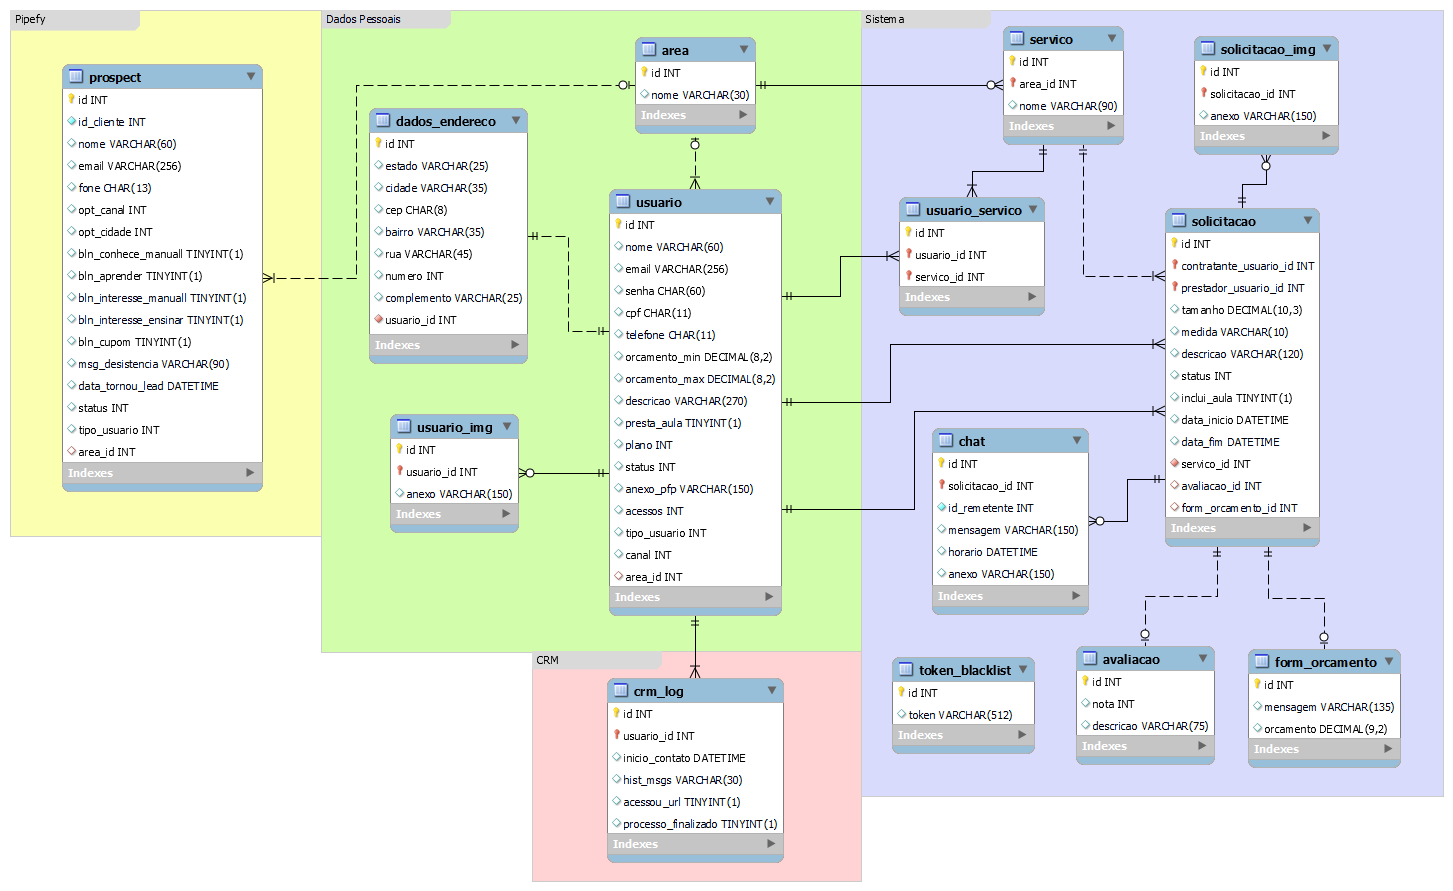 Pipefy
prospect
id INT
id_cliente INT
nome VARCHAR(60)
email VARCHAR(256)
fone CHAR(13)
opt_canal INT
opt_cidade INT
bln_conhece_manuall TINYINT(1)
bln_aprender TINYINT(1)
bln_interesse_manuall TINYINT(1)
bln_interesse_ensinar TINYINT(1)
bln_cupom TINYINT(1)
msg_desistencia VARCHAR(90)
data_tornou_lead DATETIME
status INT
tipo_usuario INT
area_id INT
Indexes
Dados Pessoais
area
id INT
nome VARCHAR(30)
Indexes
dados_endereco
id INT
estado VARCHAR(25)
cidade VARCHAR(35)
cep CHAR(8)
bairro VARCHAR(35)
rua VARCHAR(45)
numero INT
complemento VARCHAR(25)
usuario_id INT
Indexes
usuario
id INT
nome VARCHAR(60)
email VARCHAR(256)
senha CHAR(60)
cpf CHAR(11)
telefone CHAR(11)
orcamento_min DECIMAL(8,2)
orcamento_max DECIMAL(8,2)
descricao VARCHAR(270)
presta_aula TINYINT(1)
plano INT
status INT
anexo_pfp VARCHAR(150)
acessos INT
tipo_usuario INT
canal INT
area_id INT
Indexes
usuario_img
id INT
usuario_id INT
anexo VARCHAR(150)
Indexes
CRM
crm_log
id INT
usuario_id INT
inicio_contato DATETIME
hist_msgs VARCHAR(30)
acessou_url TINYINT(1)
processo_finalizado TINYINT(1)
Indexes
Sistema
servico
id INT
area_id INT
nome VARCHAR(90)
Indexes
solicitacao_img
id INT
solicitacao_id INT
anexo VARCHAR(150)
Indexes
usuario_servico
id INT
usuario_id INT
servico_id INT
Indexes
solicitacao
id INT
contratante_usuario_id INT
prestador_usuario_id INT
tamanho DECIMAL(10,3)
medida VARCHAR(10)
descricao VARCHAR(120)
status INT
inclui_aula TINYINT(1)
data_inicio DATETIME
data_fim DATETIME
servico_id INT
avaliacao_id INT
form_orcamento_id INT
Indexes
chat
id INT
solicitacao_id INT
id_remetente INT
mensagem VARCHAR(150)
horario DATETIME
anexo VARCHAR(150)
Indexes
token_blacklist
id INT
token VARCHAR(512)
Indexes
avaliacao
id INT
nota INT
descricao VARCHAR(75)
Indexes
form_orcamento
id INT
mensagem VARCHAR(135)
orcamento DECIMAL(9,2)
Indexes